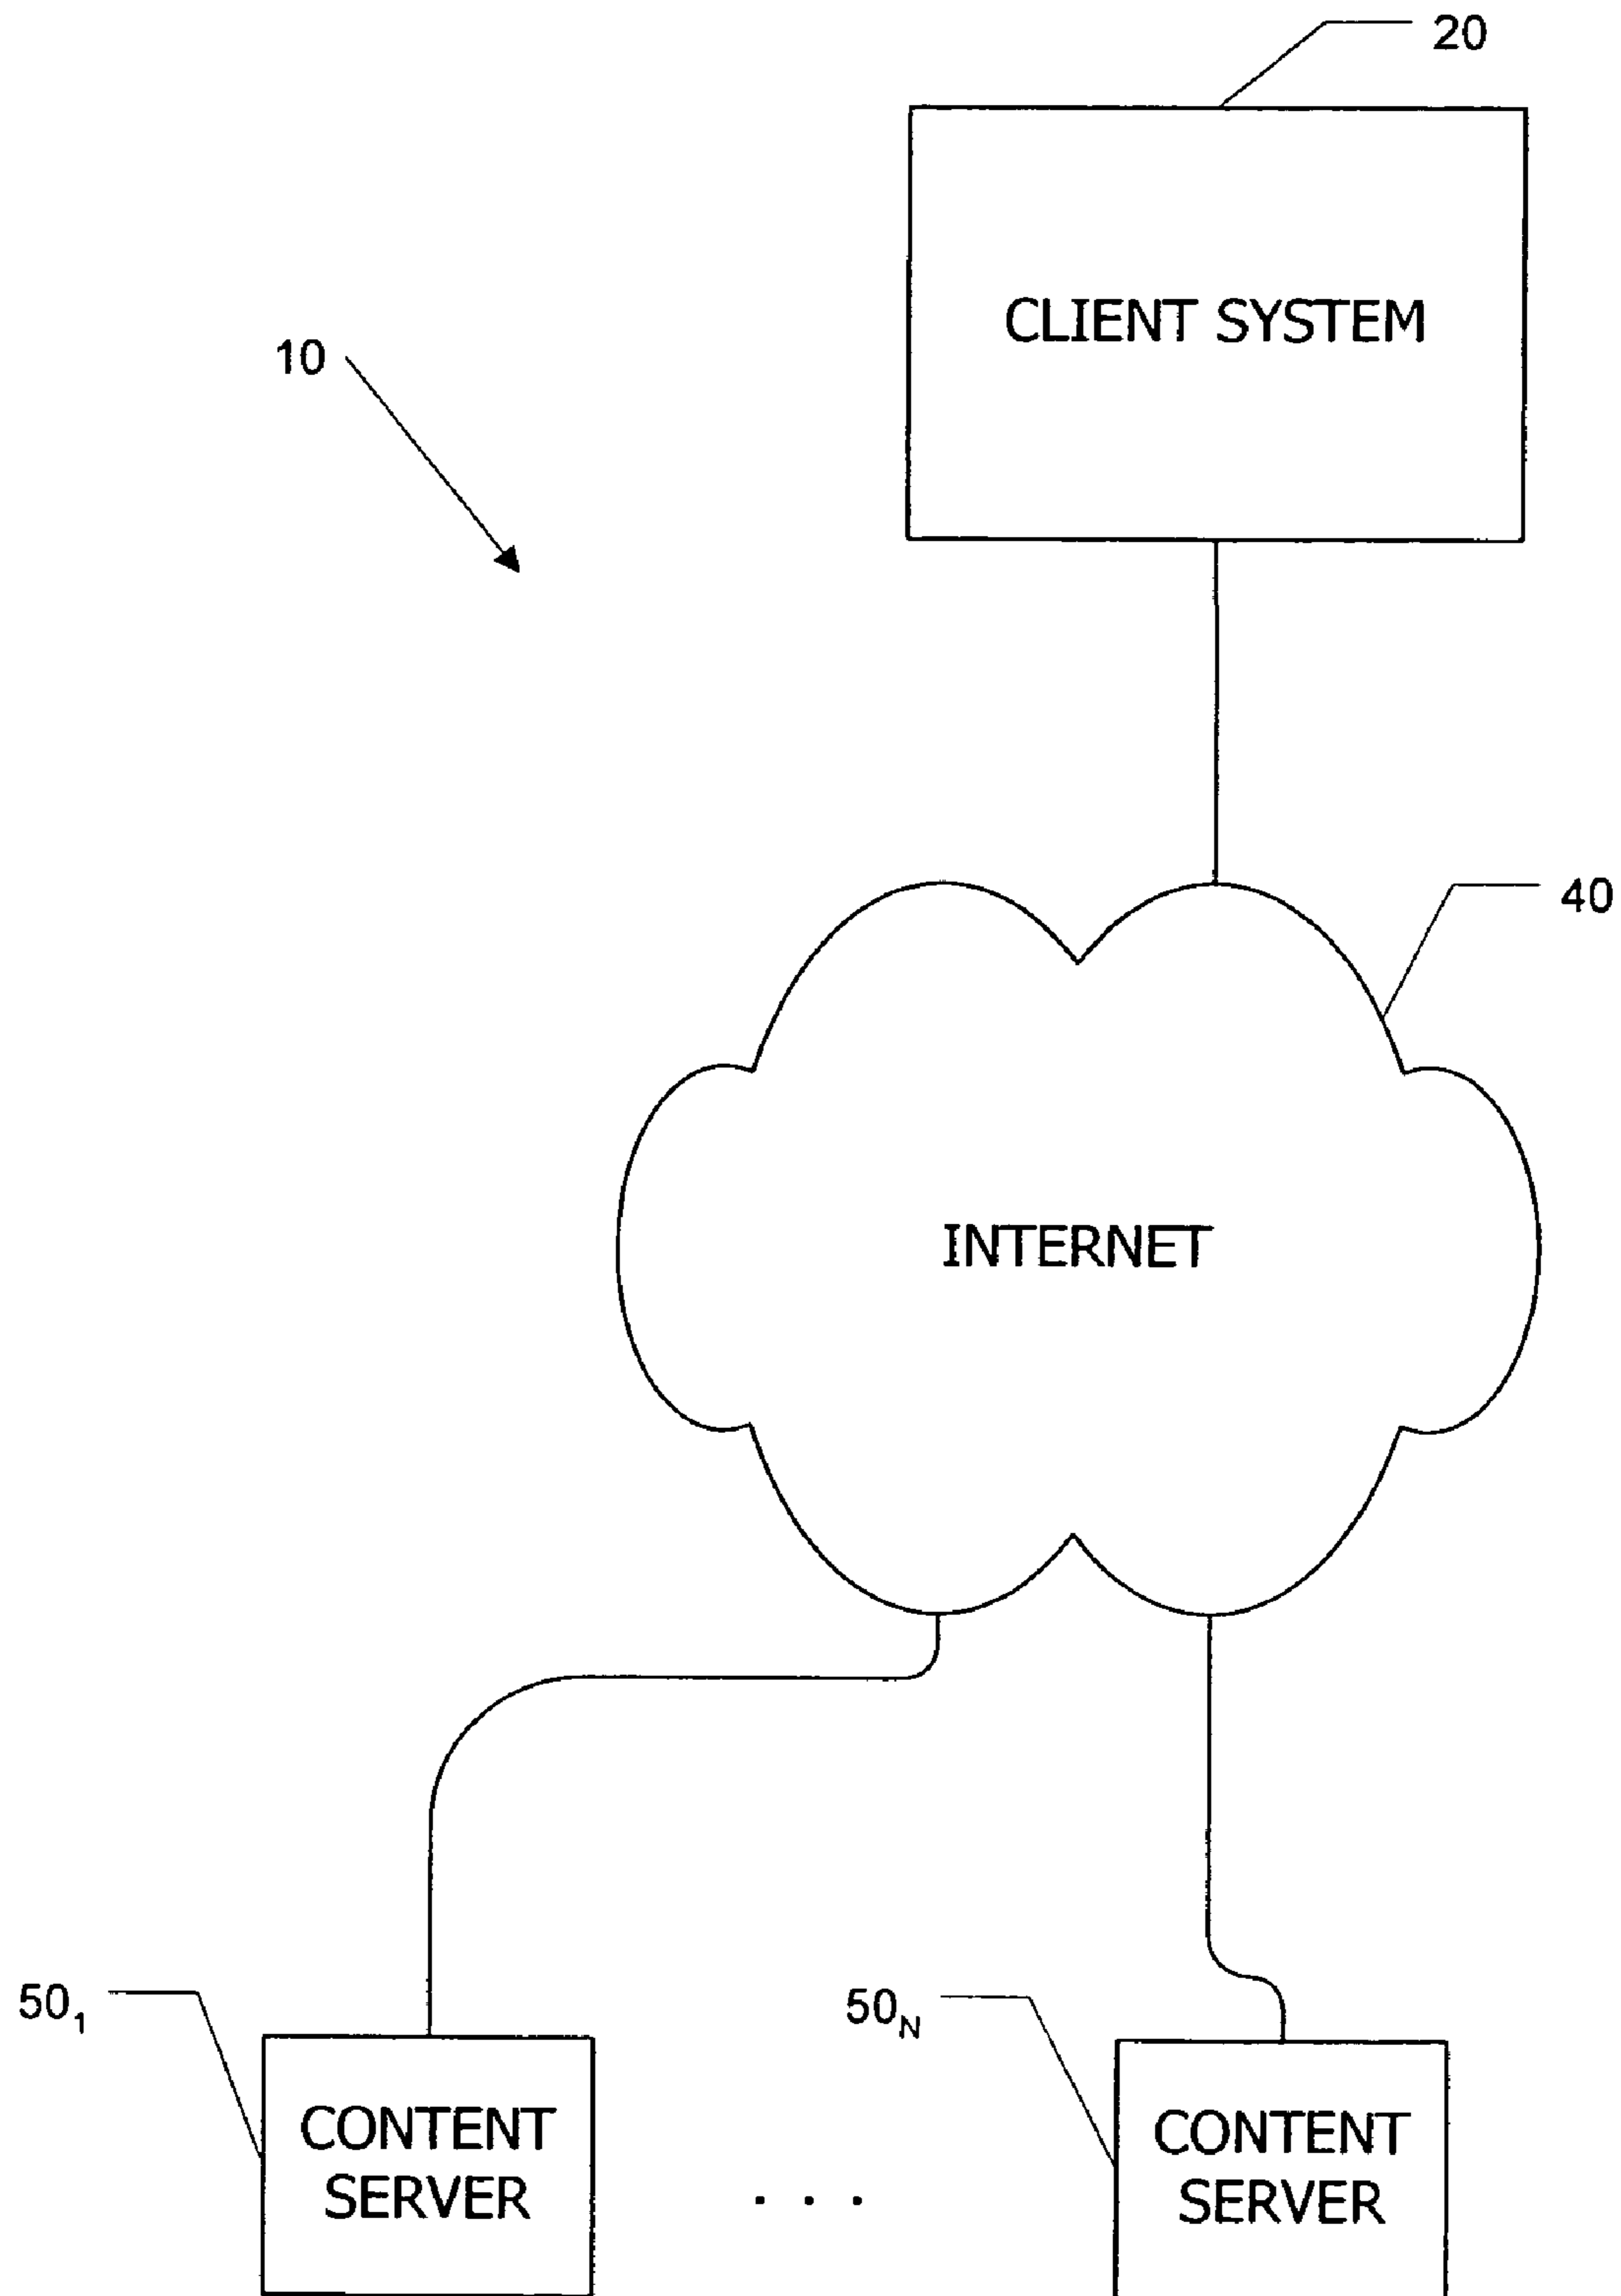 20
CLIENT SYSTEM
10
40
INTERNET
50₁
50ₙ
CONTENT
SERVER
. . .
CONTENT
SERVER